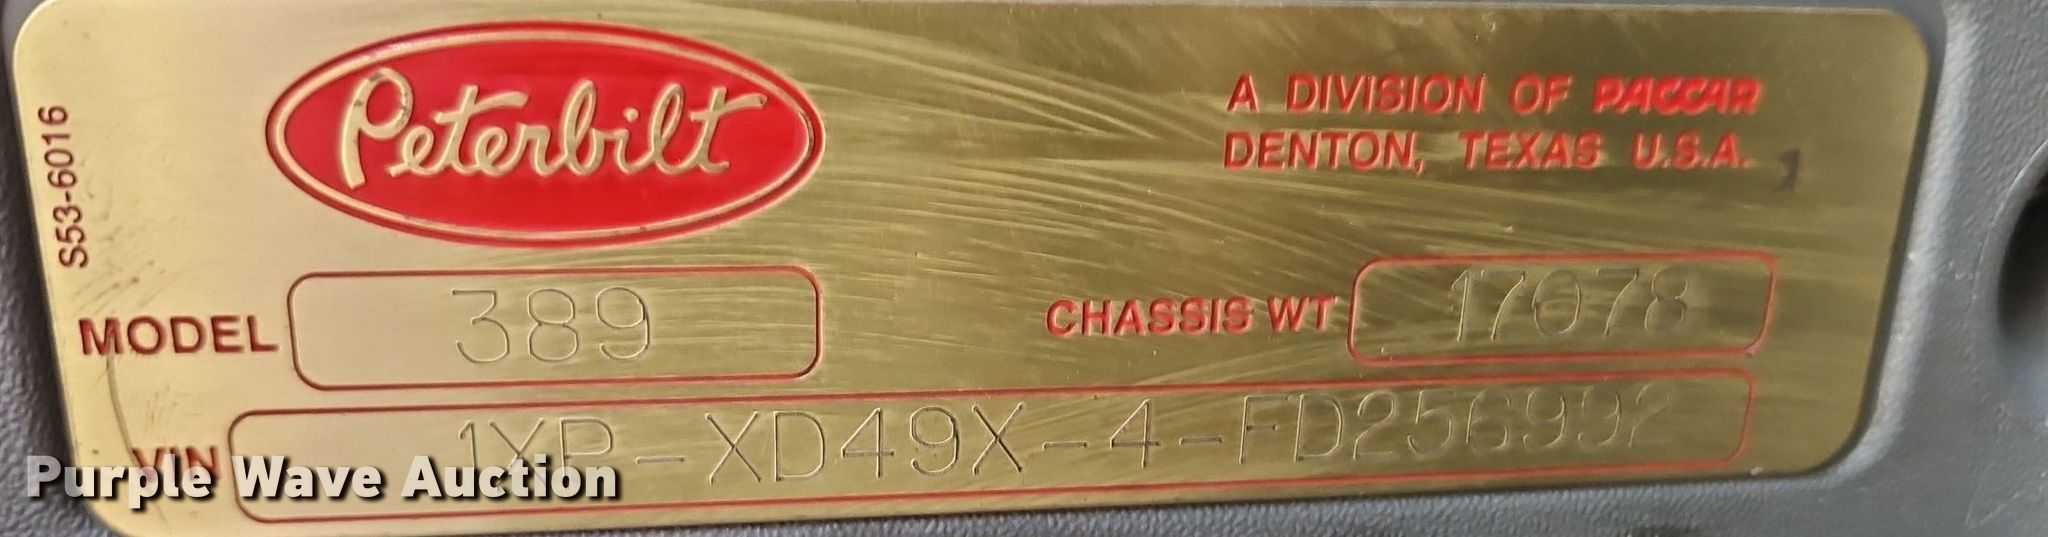 S53-6016
Peterbilt
A DIVISION OF PACCAR
DENTON, TEXAS U.S.A.
MODEL 389
CHASSIS WT 17078
VIN 1XP-XD49X-4-FD256992
Purple Wave Auction